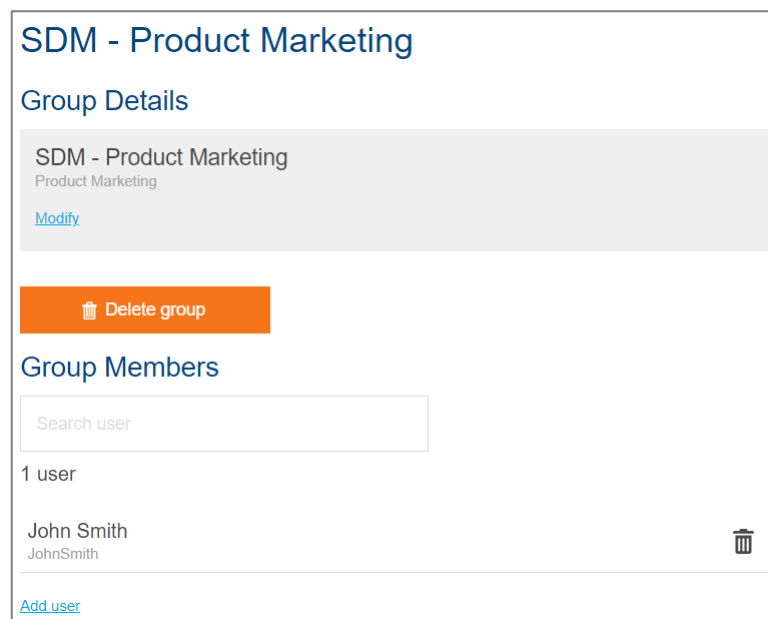 SDM - Product Marketing
Group Details
SDM - Product Marketing
Product Marketing
Modify
Delete group
Group Members
Search user
1 user
John Smith
JohnSmith
Add user